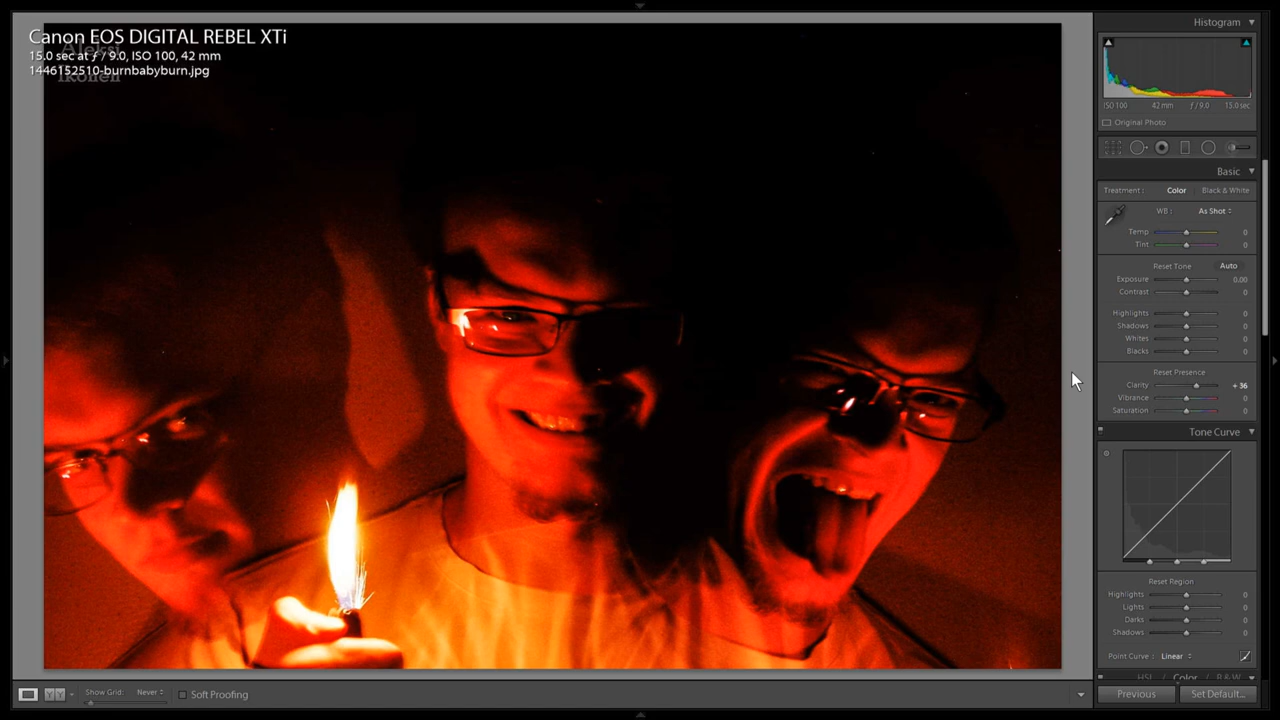 Canon EOS DIGITAL REBEL XTi
Aleksi
15.0 sec at ƒ / 9.0, ISO 100, 42 mm
1446152510-burnbabyburn.jpg
Histogram
ISO 100 42 mm ƒ / 9.0 15.0 sec
Original Photo
Basic
Treatment : Color Black & White
WB : As Shot
Temp 0
Tint 0
Reset Tone Auto
Exposure 0.00
Contrast 0
Highlights 0
Shadows 0
Whites 0
Blacks 0
Reset Presence
Clarity + 36
Vibrance 0
Saturation 0
Tone Curve
Reset Region
Highlights 0
Lights 0
Darks 0
Shadows 0
Point Curve : Linear
HSL / Color / B & W
Y Y Show Grid: Never Soft Proofing
Previous Set Default...